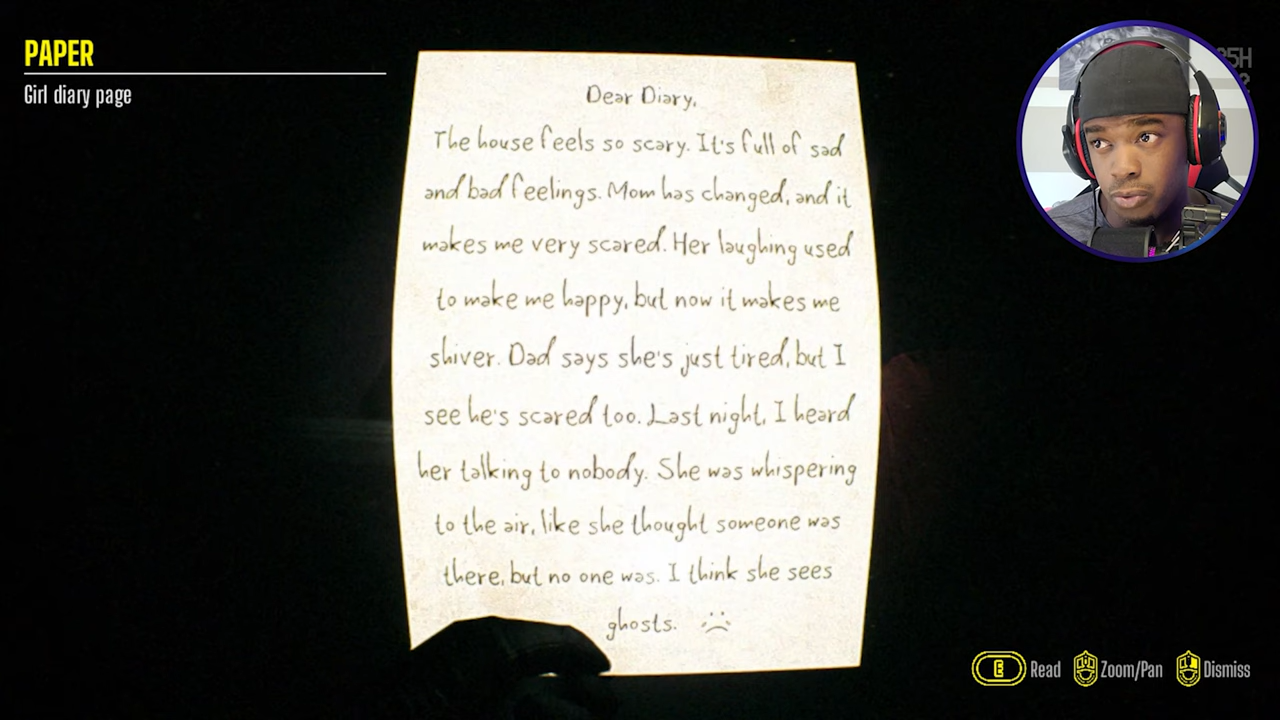 PAPER
Girl diary page
Dear Diary,
The house feels so scary. It's full of sad
and bad feelings. Mom has changed, and it
makes me very scared. Her laughing used
to make me happy, but now it makes me
shiver. Dad says she's just tired, but I
see he's scared too. Last night, I heard
her talking to nobody. She was whispering
to the air, like she thought someone was
there, but no one was. I think she sees
ghosts.
E Read Zoom/Pan Dismiss